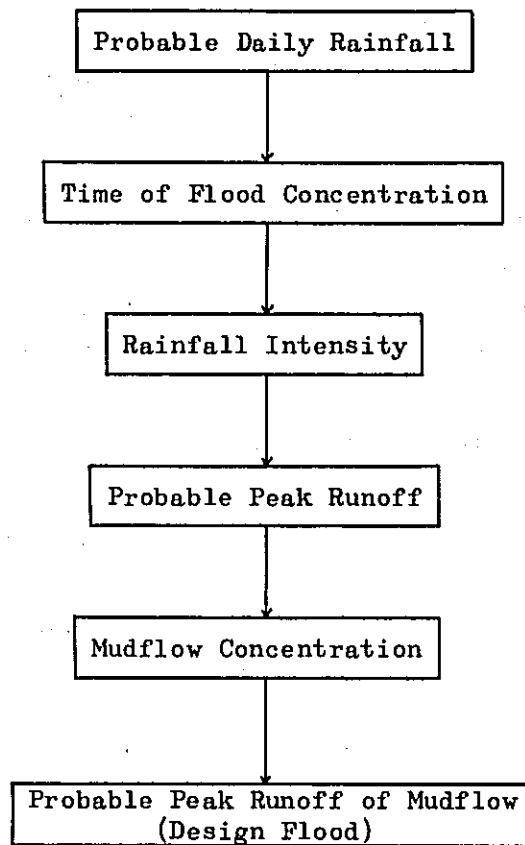 Probable Daily Rainfall
Time of Flood Concentration
Rainfall Intensity
Probable Peak Runoff
Mudflow Concentration
Probable Peak Runoff of Mudflow
(Design Flood)